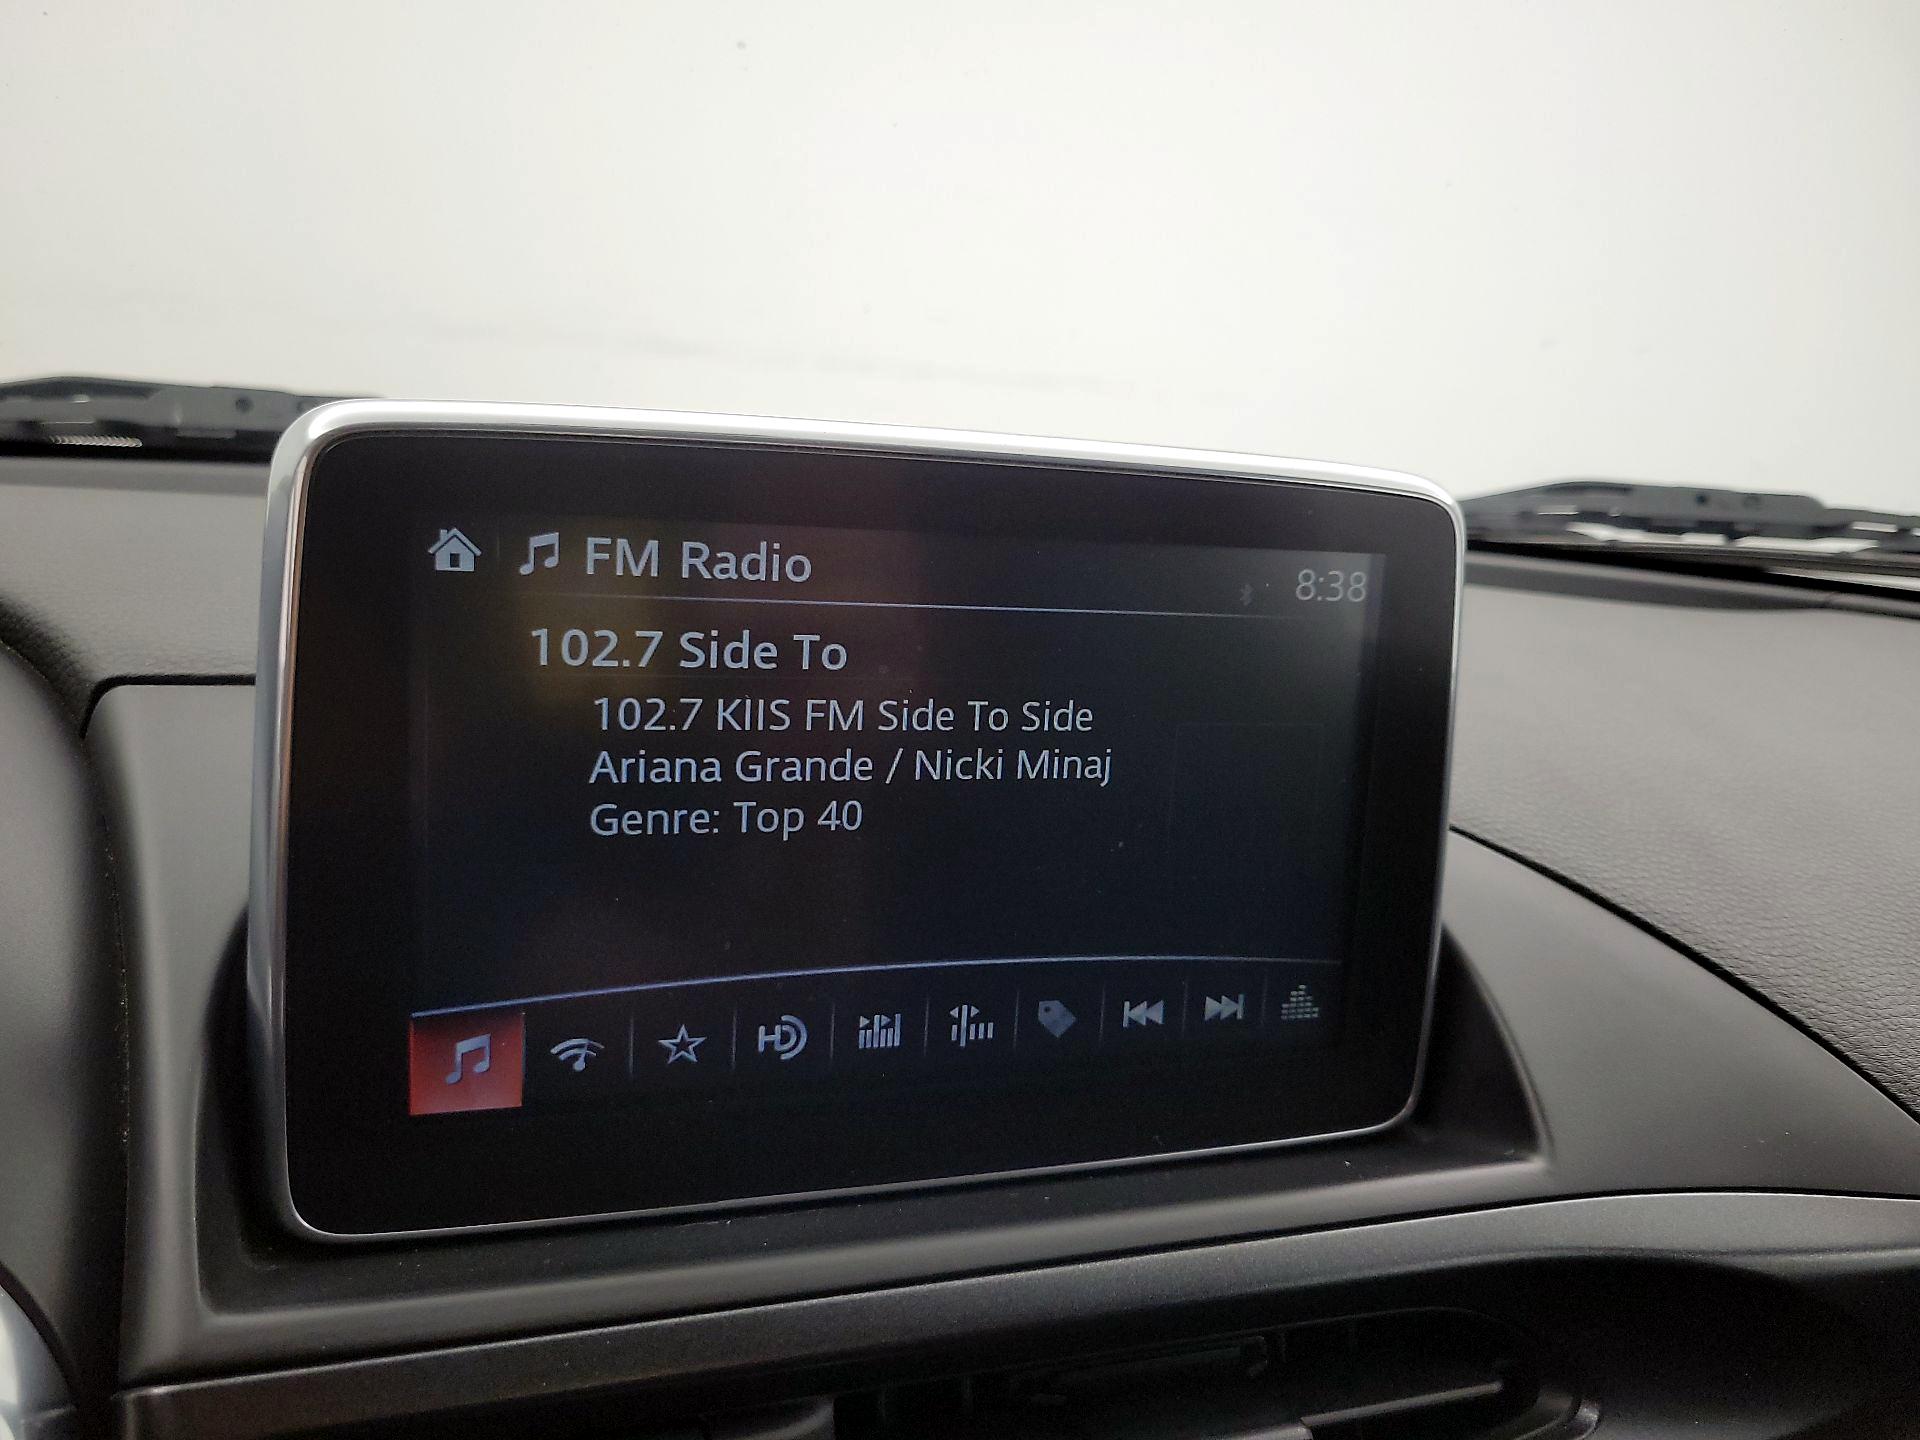 FM Radio
8:38
102.7 Side To
102.7 KIIS FM Side To Side
Ariana Grande / Nicki Minaj
Genre: Top 40
HD